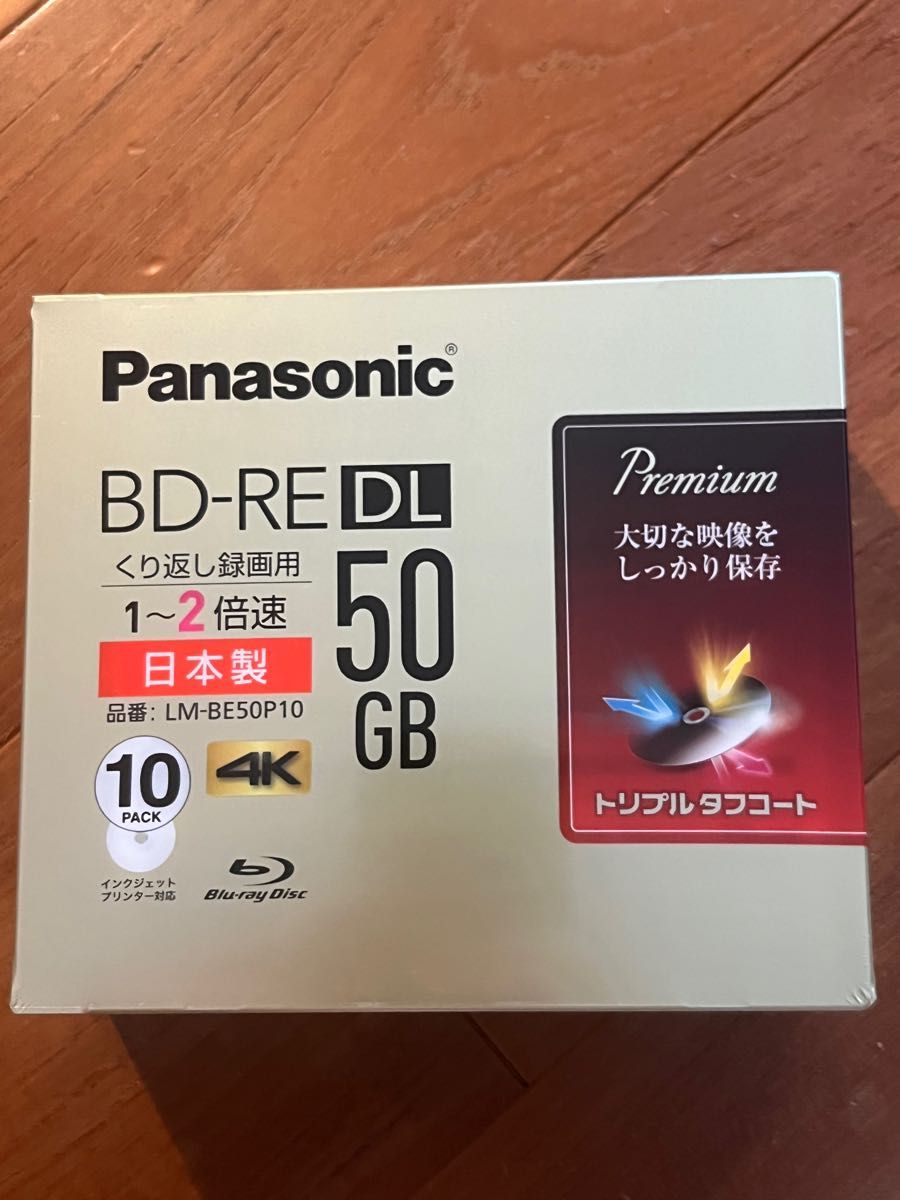 Panasonic®
BD-RE DL
くり返し録画用
1～2倍速
50
GB
日本製
品番: LM-BE50P10
10
PACK
4K
インクジェット
プリンター対応
Blu-ray Disc
Premium
大切な映像を
しっかり保存
トリプル タフコート